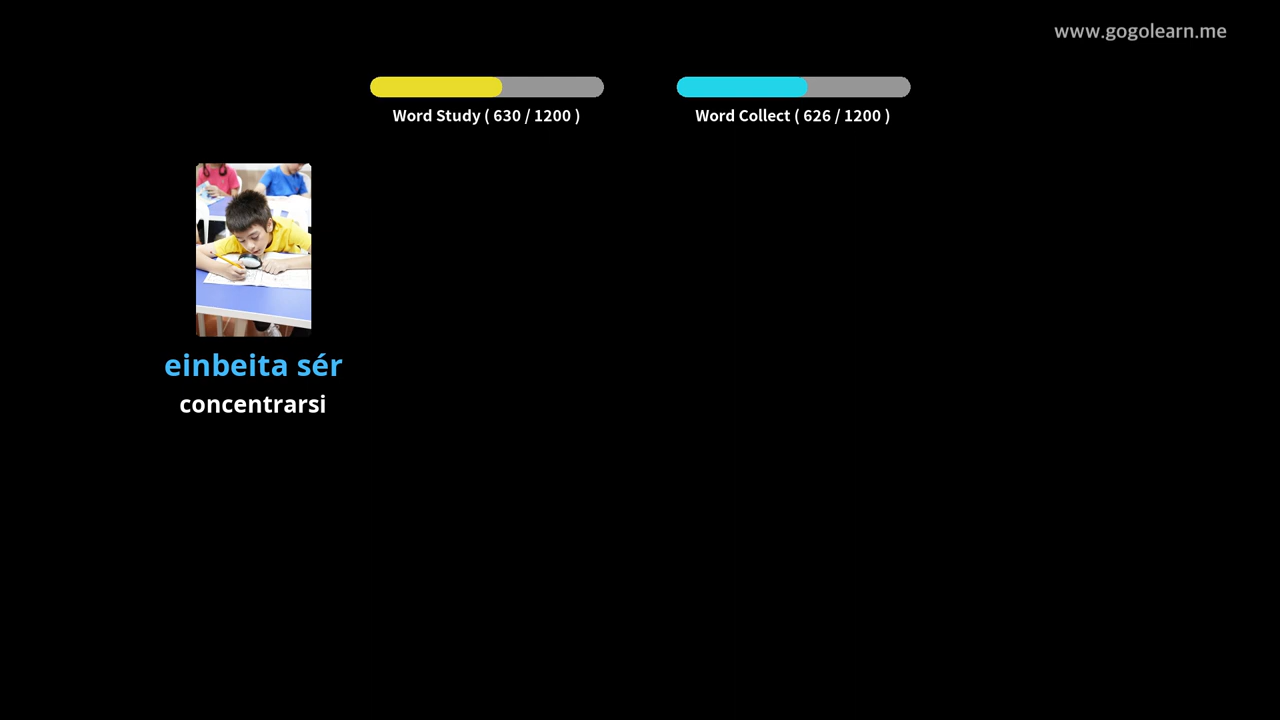 www.gogolearn.me
Word Study ( 630 / 1200 )
Word Collect ( 626 / 1200 )
einbeita sér
concentrarsi